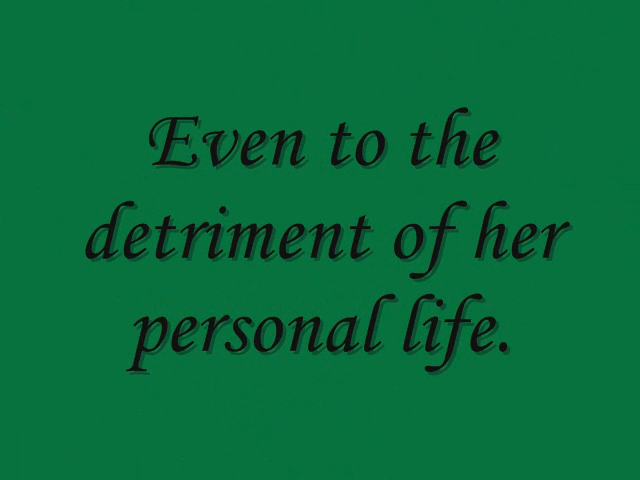 Even to the
detriment of her
personal life.